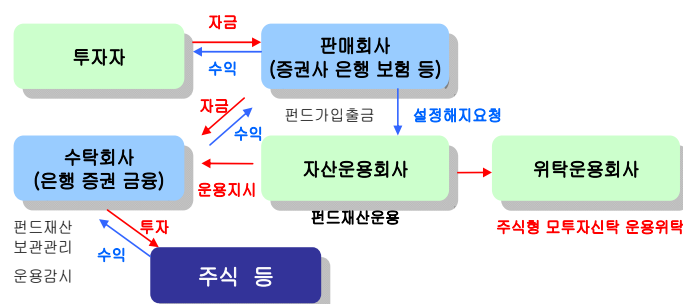 자금
투자자
판매회사
(증권사 은행 보험 등)
수익
자금
펀드가입출금
설정해지요청
수익
수탁회사
(은행 증권 금융)
자산운용회사
위탁운용회사
운용지시
펀드재산운용
주식형 모투자신탁 운용위탁
펀드재산
보관관리
투자
수익
운용감시
주식 등